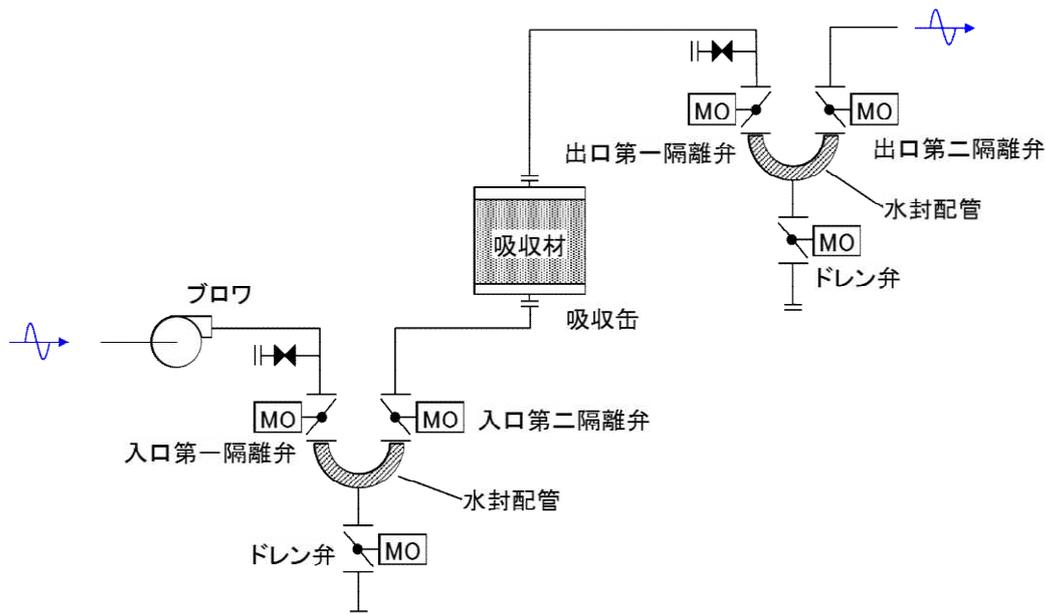 MO
MO
出口第一隔離弁
出口第二隔離弁
水封配管
MO
ドレン弁
吸収材
吸収缶
ブロワ
MO
MO
入口第二隔離弁
入口第一隔離弁
水封配管
ドレン弁
MO